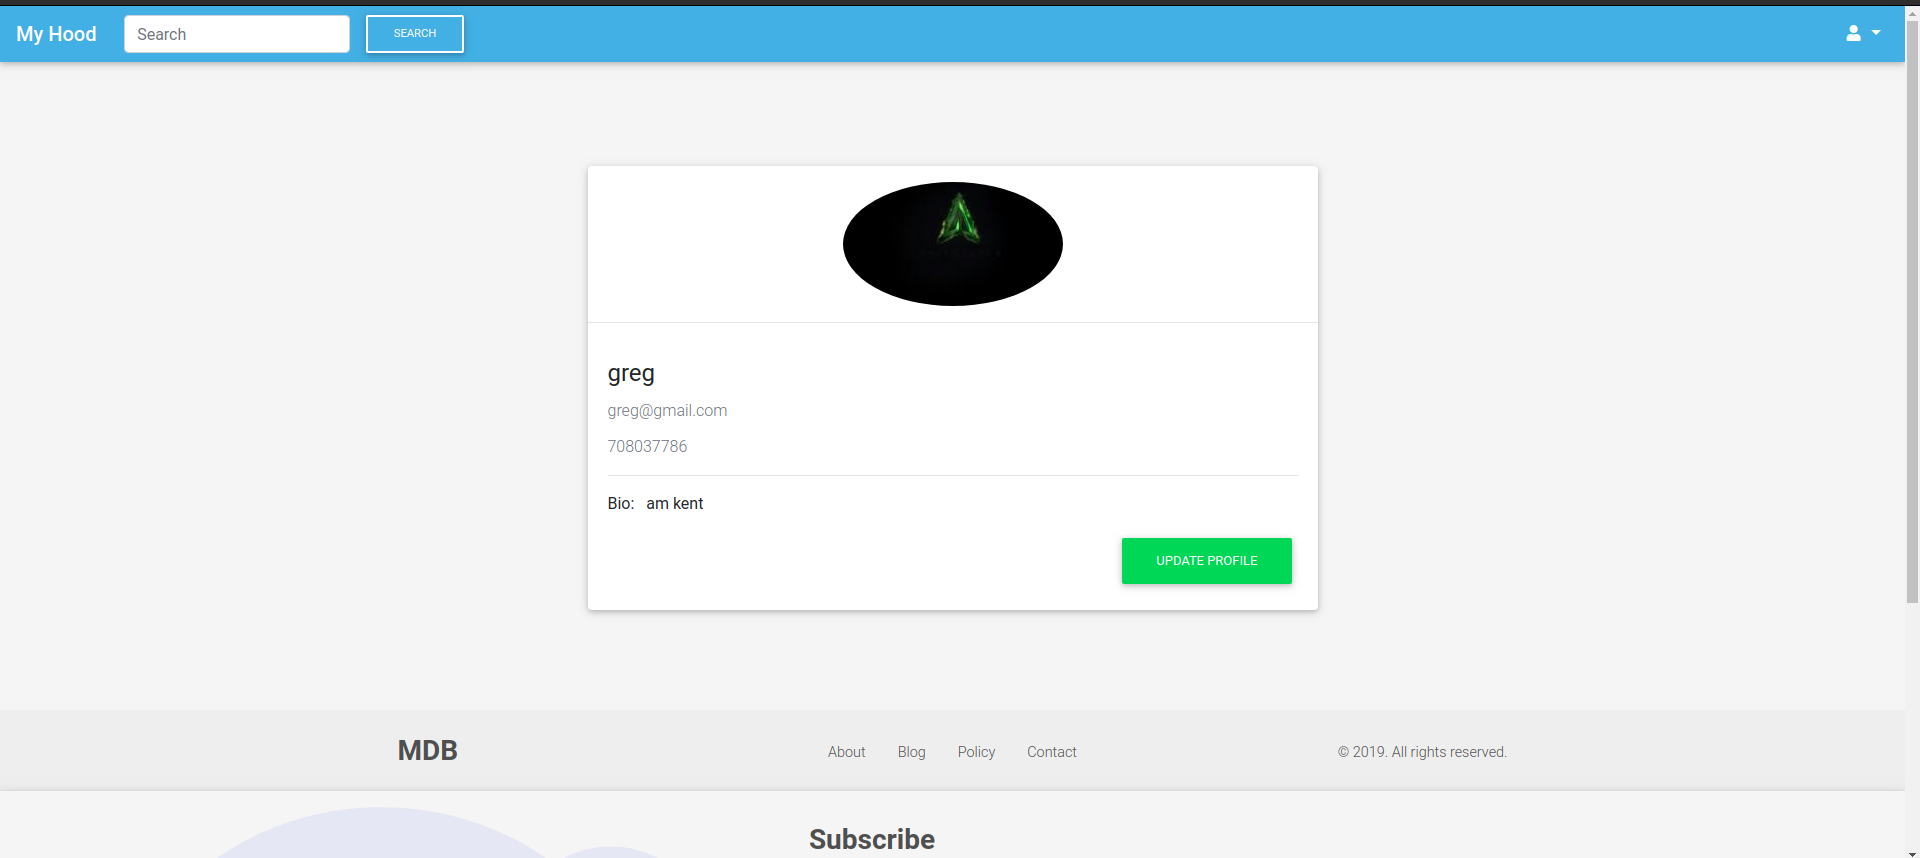 My Hood Search SEARCH
greg
greg@gmail.com
708037786
Bio: am kent
UPDATE PROFILE
MDB About Blog Policy Contact © 2019. All rights reserved.
Subscribe